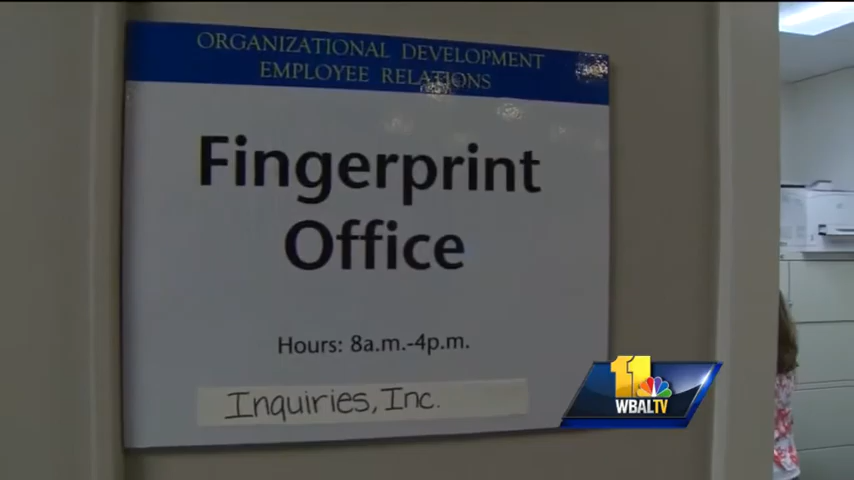 ORGANIZATIONAL DEVELOPMENT
EMPLOYEE RELATIONS
Fingerprint
Office
Hours: 8a.m.-4p.m.
Inquiries, Inc.
11
WBALTV